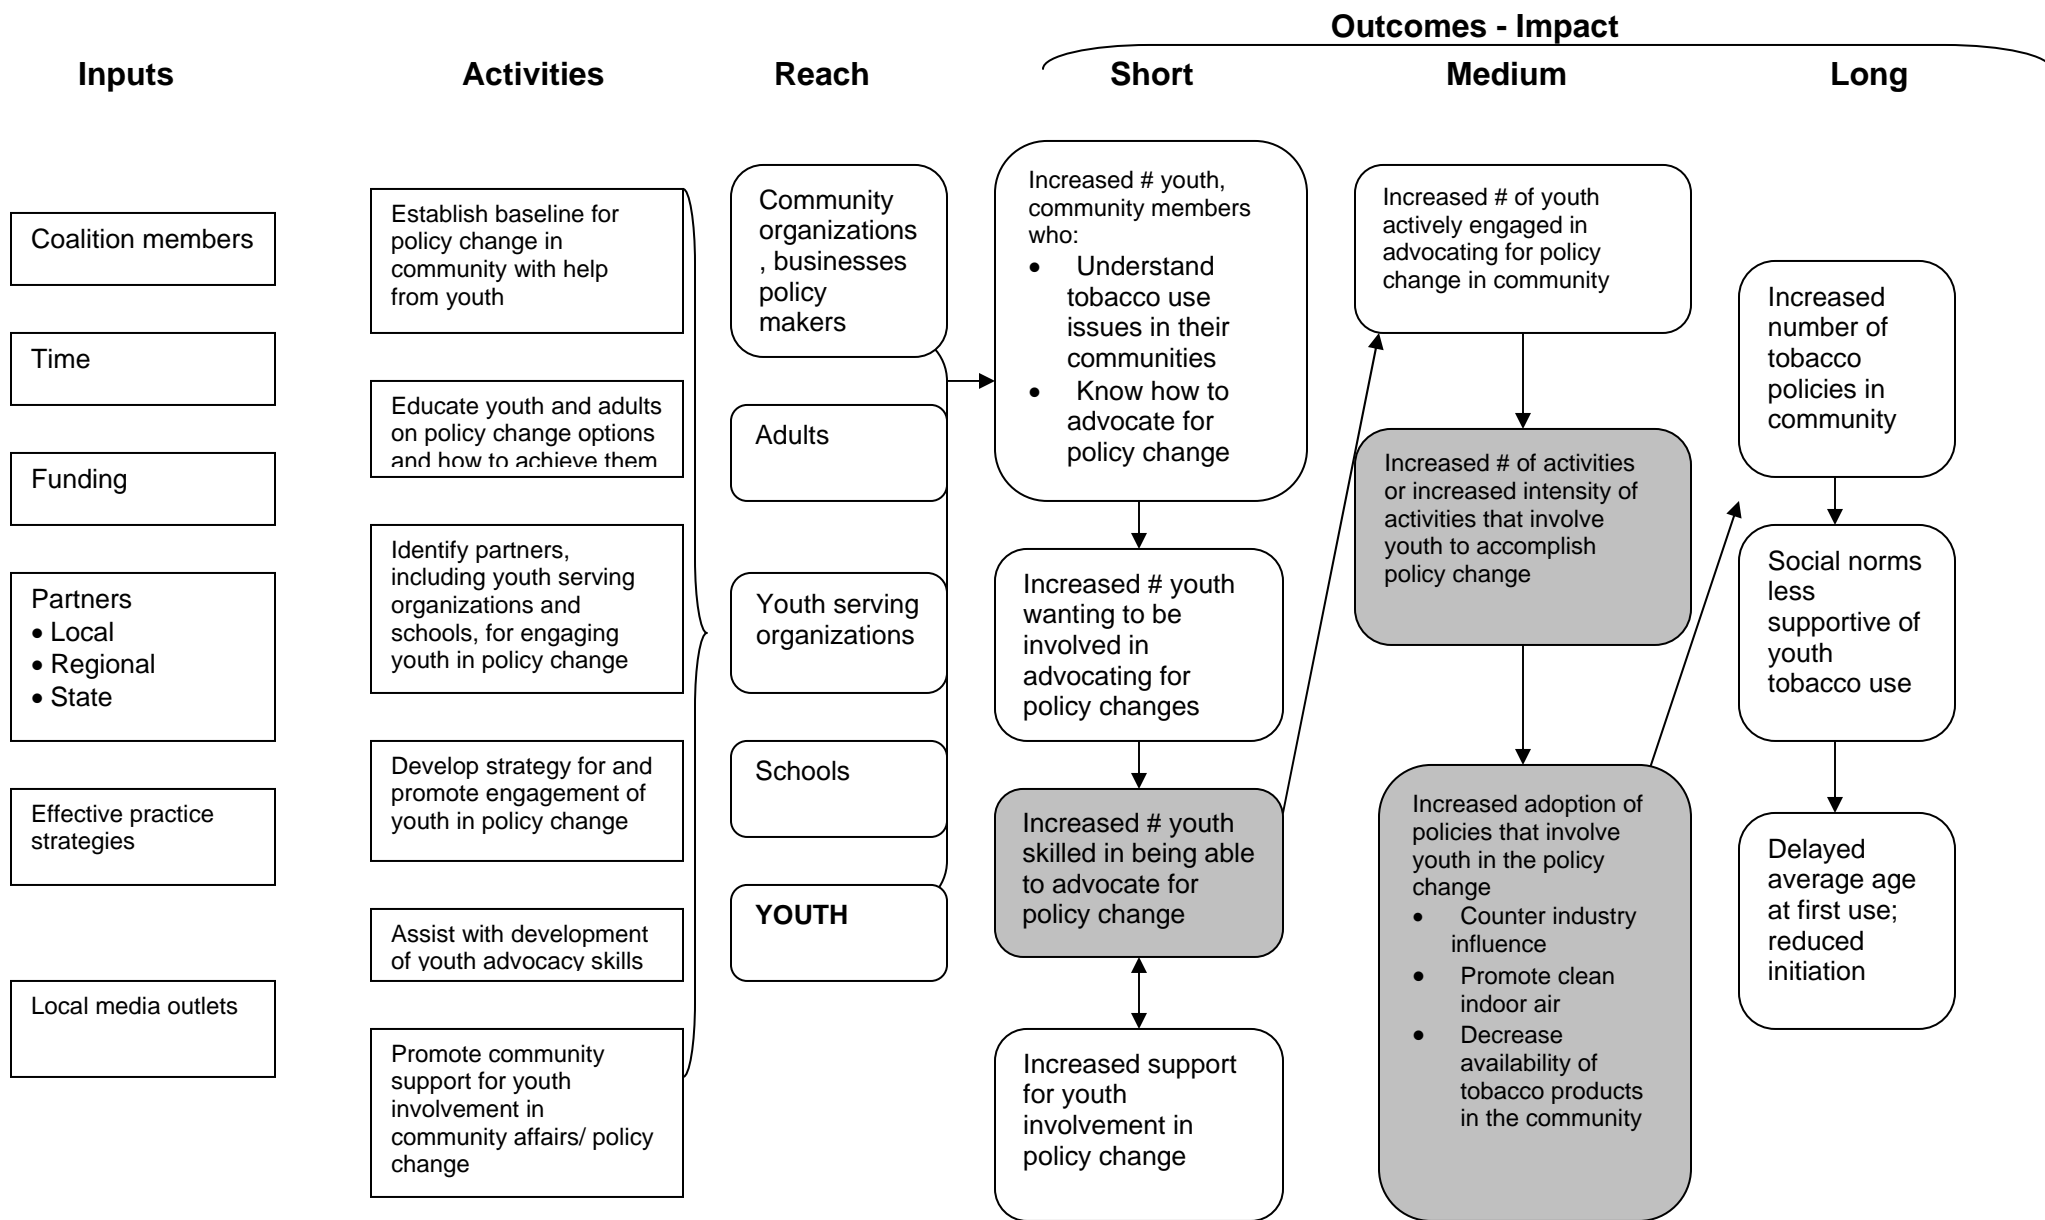 Outcomes - Impact
Inputs
Activities
Reach
Short
Medium
Long
Coalition members
Time
Funding
Partners
• Local
• Regional
• State
Effective practice
strategies
Local media outlets
Establish baseline for
policy change in
community with help
from youth
Educate youth and adults
on policy change options
and how to achieve them
Identify partners,
including youth serving
organizations and
schools, for engaging
youth in policy change
Develop strategy for and
promote engagement of
youth in policy change
Assist with development
of youth advocacy skills
Promote community
support for youth
involvement in
community affairs/ policy
change
Community
organizations
, businesses
policy
makers
Adults
Youth serving
organizations
Schools
YOUTH
Increased # youth,
community members
who:
• Understand
tobacco use
issues in their
communities
• Know how to
advocate for
policy change
Increased # youth
wanting to be
involved in
advocating for
policy changes
Increased # youth
skilled in being able
to advocate for
policy change
Increased support
for youth
involvement in
policy change
Increased # of youth
actively engaged in
advocating for policy
change in community
Increased # of activities
or increased intensity of
activities that involve
youth to accomplish
policy change
Increased adoption of
policies that involve
youth in the policy
change
• Counter industry
influence
• Promote clean
indoor air
• Decrease
availability of
tobacco products
in the community
Increased
number of
tobacco
policies in
community
Social norms
less
supportive of
youth
tobacco use
Delayed
average age
at first use;
reduced
initiation